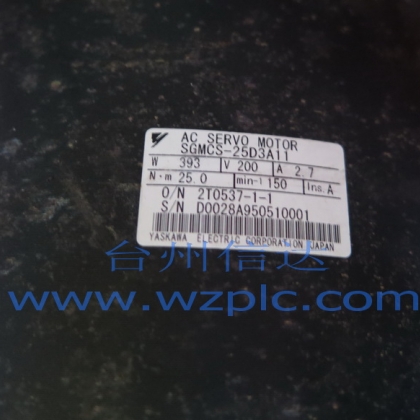 AC SERVO MOTOR
SGMCS-25D3A11
W 393 V 200 A 2.7
N·m 25.0 min-1 150 Ins. A
O/N 2T0537-1-1
S/N D0028A950510001
YASKAWA ELECTRIC CORPORATION JAPAN
台州信达
www.wzplc.com